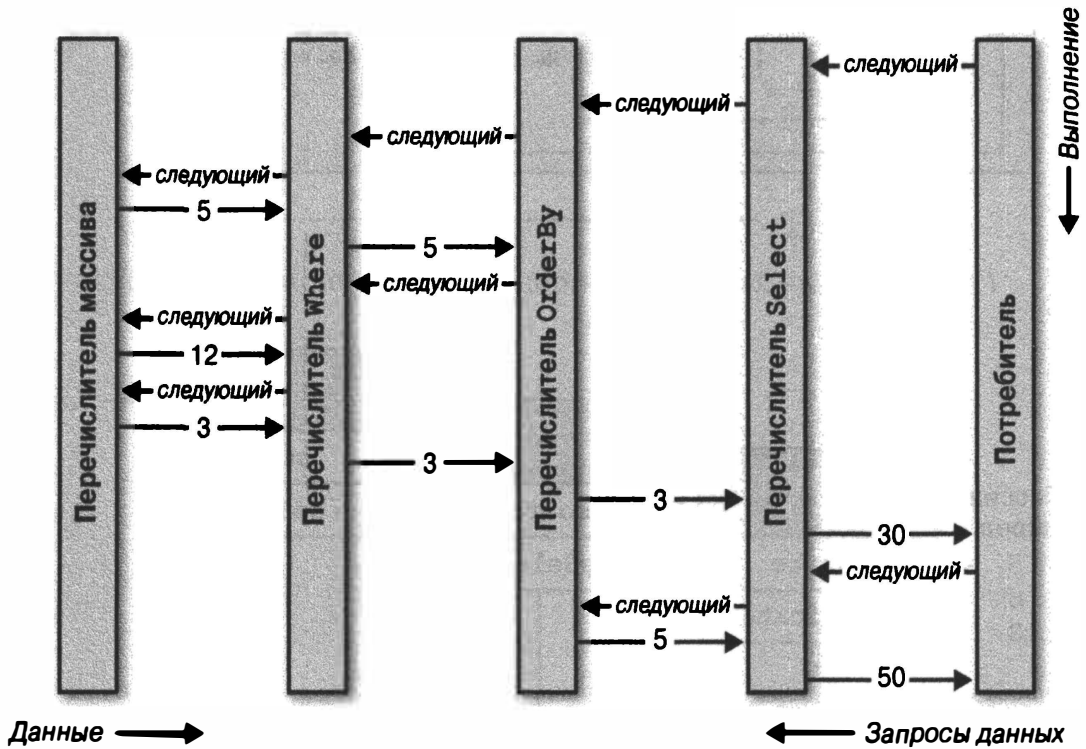 Выполнение
следующий
следующий
следующий
следующий
5
5
следующий
следующий
12
следующий
3
3
3
30
следующий
следующий
5
50
Перечислитель массива
Перечислитель Where
Перечислитель OrderBy
Перечислитель Select
Потребитель
Данные
Запросы данных